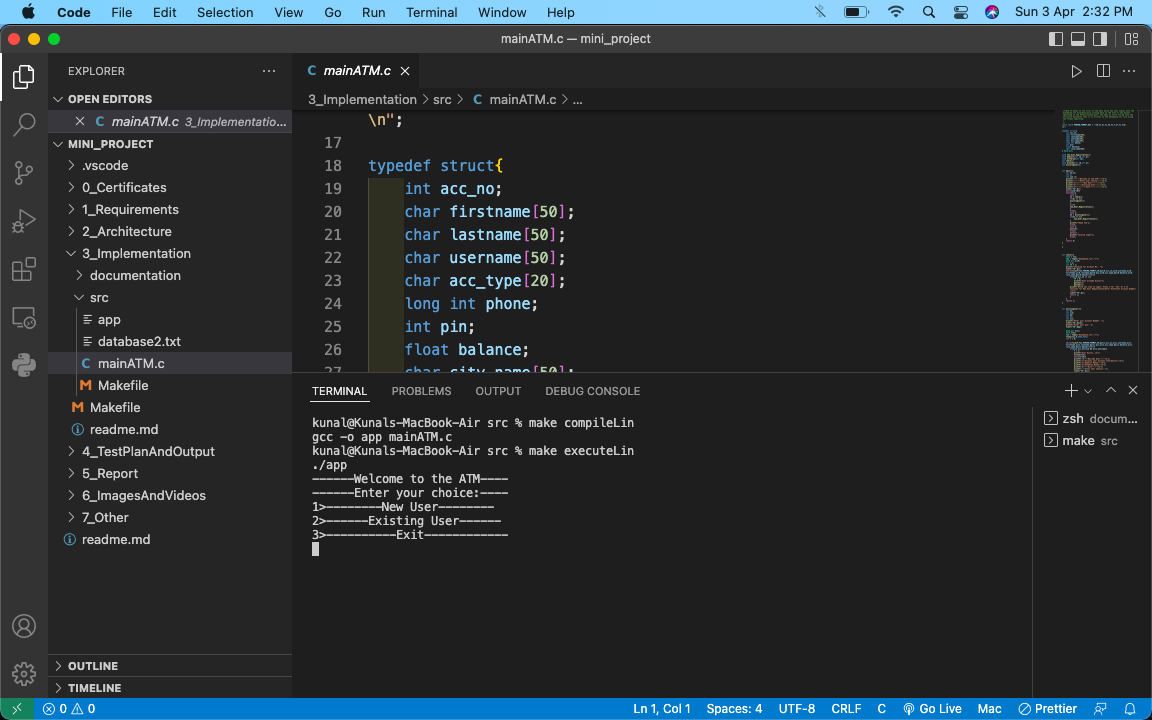 Code File Edit Selection View Go Run Terminal Window Help Sun 3 Apr 2:32 PM
mainATM.c — mini_project
EXPLORER
OPEN EDITORS
C mainATM.c 3_Implementatio...
MINI_PROJECT
.vscode
0_Certificates
1_Requirements
2_Architecture
3_Implementation
documentation
src
app
database2.txt
C mainATM.c
M Makefile
M Makefile
readme.md
4_TestPlanAndOutput
5_Report
6_ImagesAndVideos
7_Other
readme.md
OUTLINE
TIMELINE
C mainATM.c
3_Implementation > src > C mainATM.c > ...
\n";
17
18 typedef struct{
19 int acc_no;
20 char firstname[50];
21 char lastname[50];
22 char username[50];
23 char acc_type[20];
24 long int phone;
25 int pin;
26 float balance;
27 char city_name[50];
TERMINAL PROBLEMS OUTPUT DEBUG CONSOLE
kunal@Kunals-MacBook-Air src % make compileLin
gcc -o app mainATM.c
kunal@Kunals-MacBook-Air src % make executeLin
./app
------Welcome to the ATM----
------Enter your choice:----
1>--------New User--------
2>------Existing User------
3>----------Exit------------
zsh docum...
make src
0 0 Ln 1, Col 1 Spaces: 4 UTF-8 CRLF C Go Live Mac Prettier